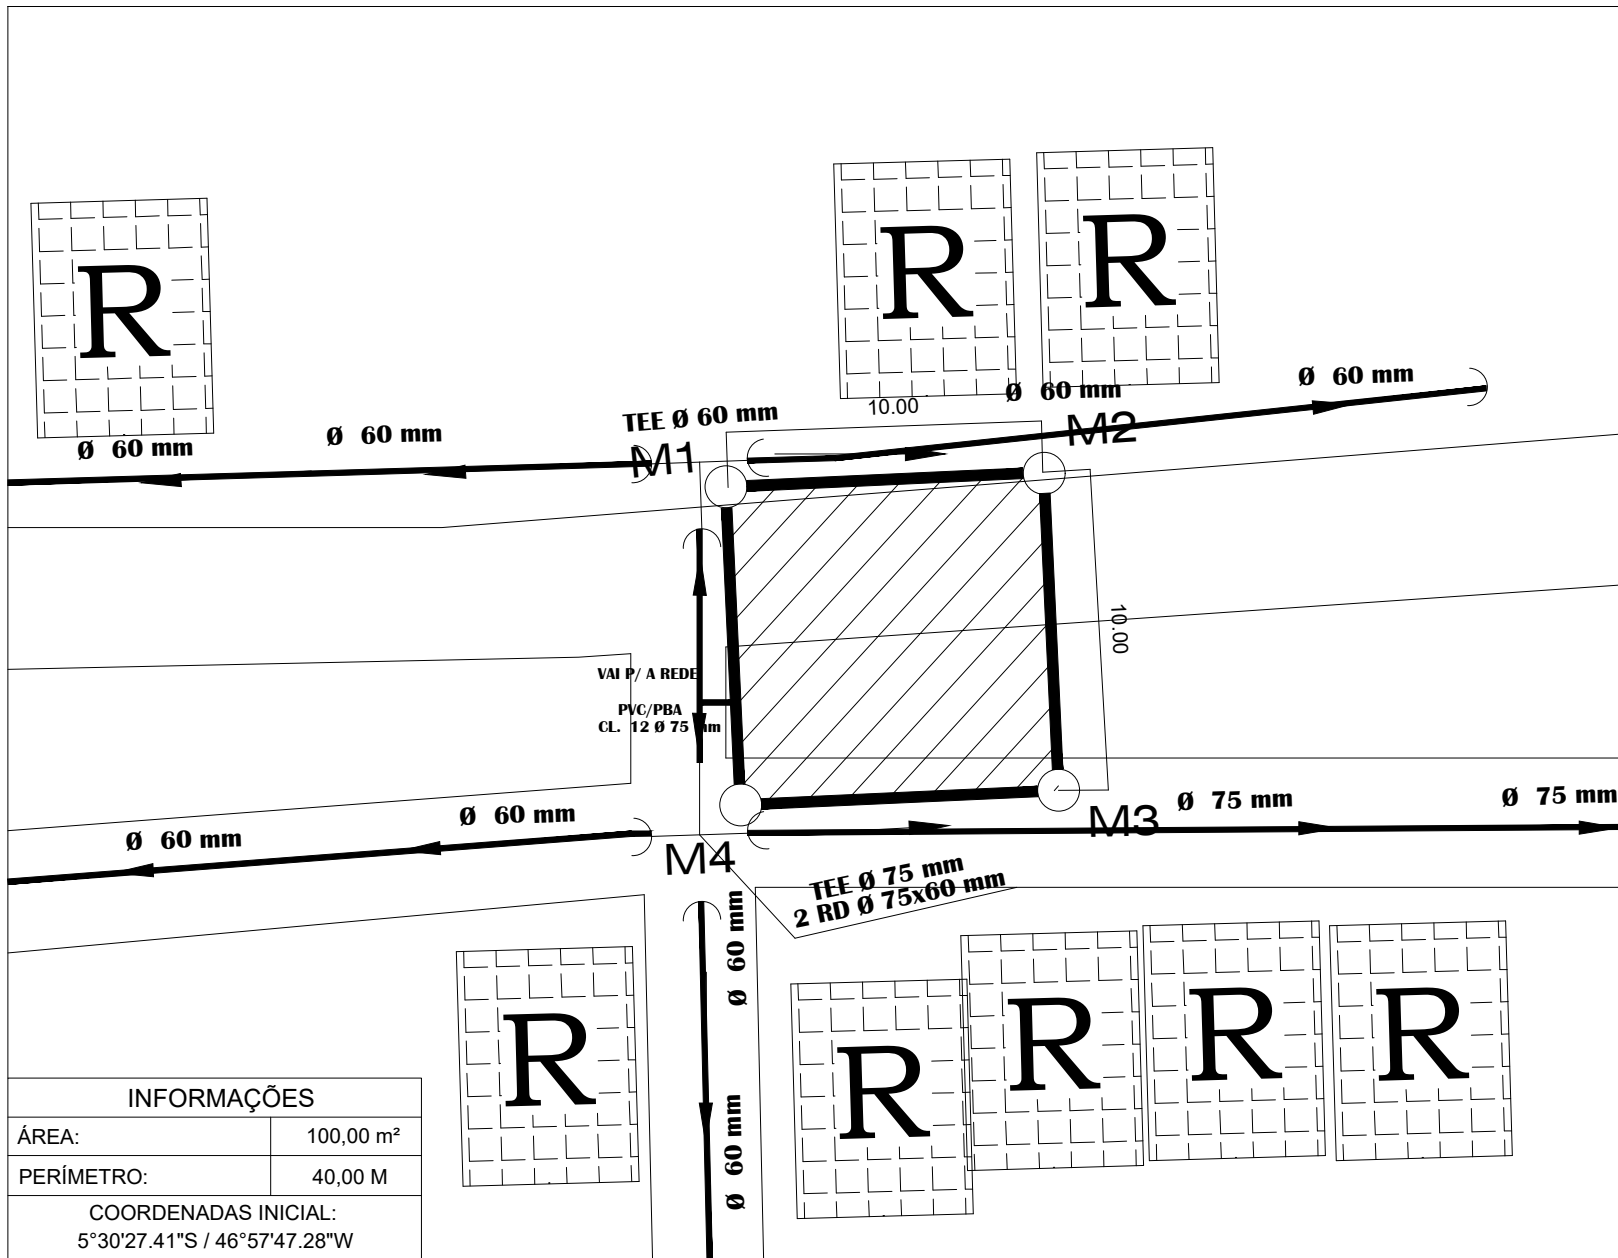 R
R
R
Ø 60 mm
Ø 60 mm
TEE Ø 60 mm
10.00
Ø 60 mm
Ø 60 mm
M1
M2
10.00
VAI P/ A REDE
PVC/PBA
CL. 12 Ø 75 mm
Ø 60 mm
Ø 60 mm
M4
M3
Ø 75 mm
Ø 75 mm
TEE Ø 75 mm
2 RD Ø 75x60 mm
Ø 60 mm
Ø 60 mm
R
R
R
R
R
INFORMAÇÕES
ÁREA: 100,00 m²
PERÍMETRO: 40,00 M
COORDENADAS INICIAL:
5°30'27.41"S / 46°57'47.28"W